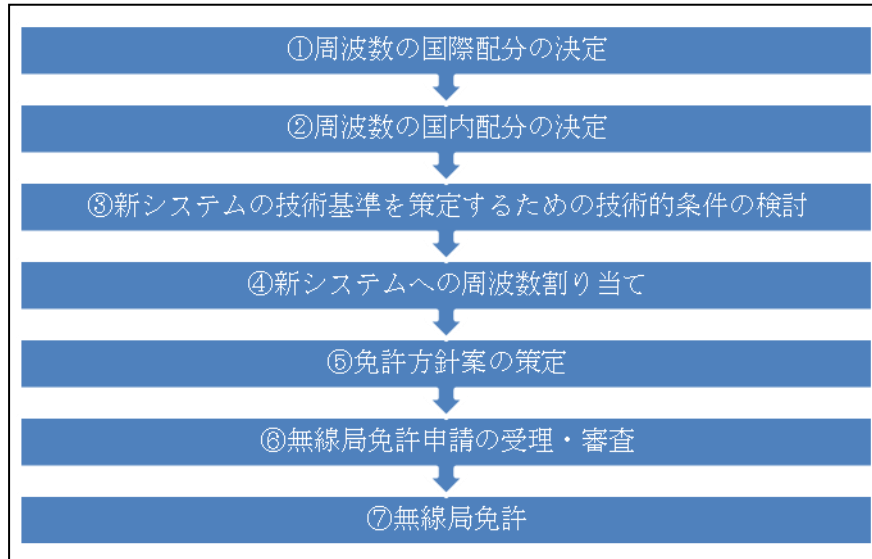 ①周波数の国際配分の決定
②周波数の国内配分の決定
③新システムの技術基準を策定するための技術的条件の検討
④新システムへの周波数割り当て
⑤免許方針案の策定
⑥無線局免許申請の受理・審査
⑦無線局免許